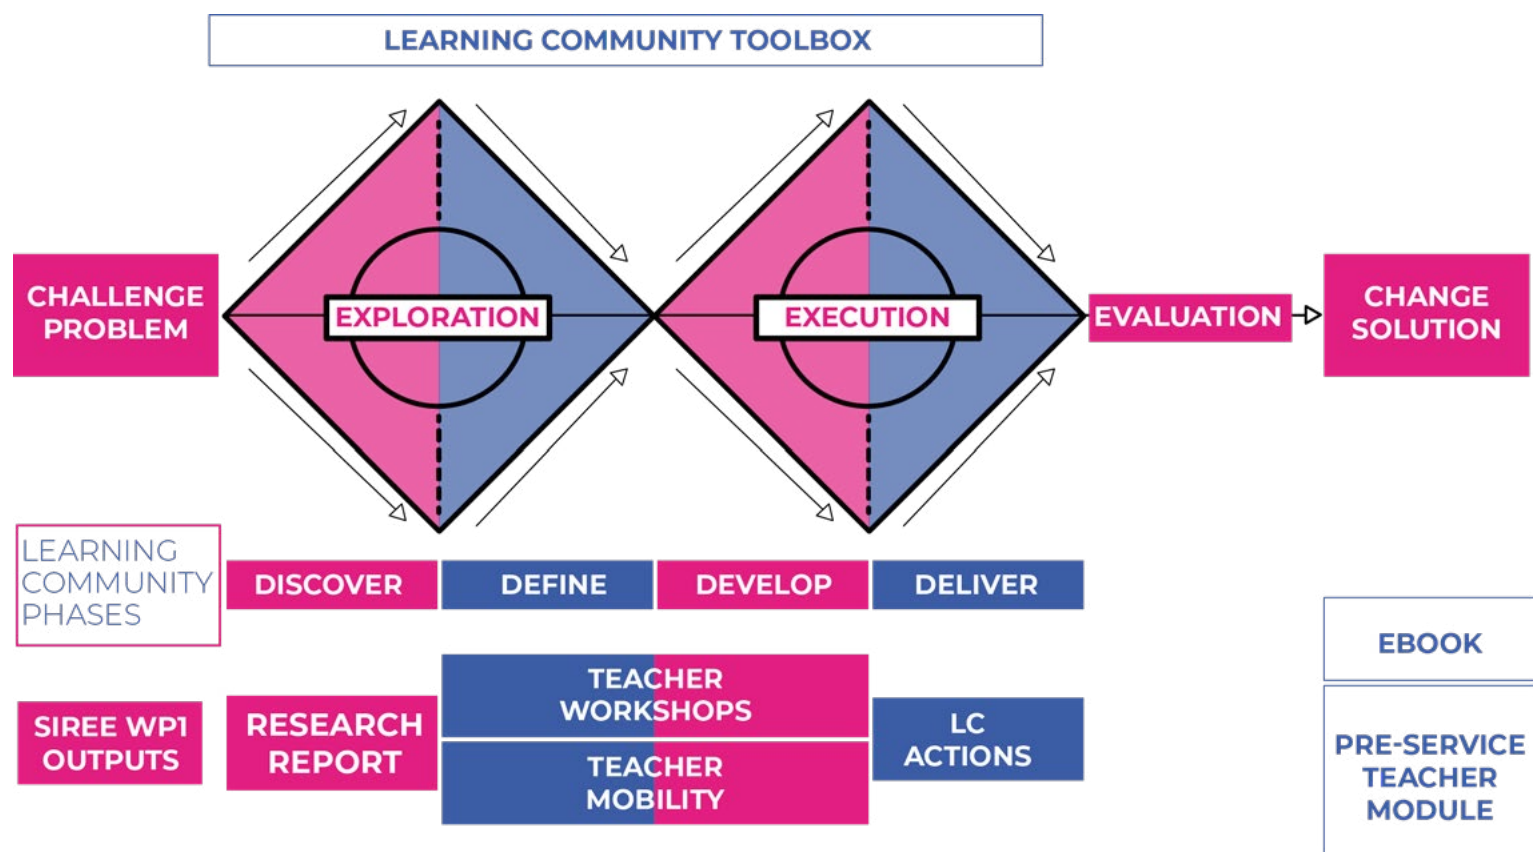 LEARNING COMMUNITY TOOLBOX
CHALLENGE
PROBLEM
EXPLORATION
EXECUTION
EVALUATION
CHANGE
SOLUTION
LEARNING
COMMUNITY
PHASES
DISCOVER
DEFINE
DEVELOP
DELIVER
SIREE WP1
OUTPUTS
RESEARCH
REPORT
TEACHER
WORKSHOPS
TEACHER
MOBILITY
LC
ACTIONS
EBOOK
PRE-SERVICE
TEACHER
MODULE